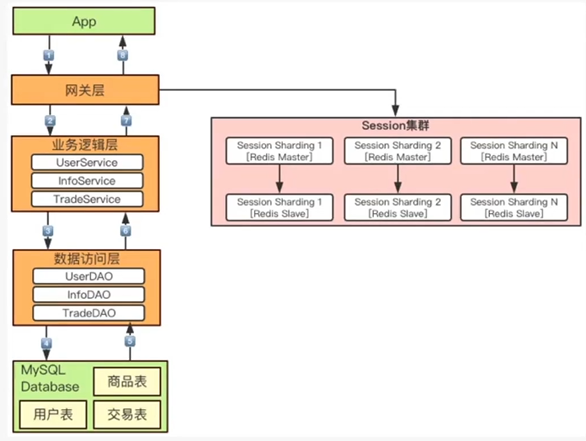 App
1
8
网关层
2
7
业务逻辑层
UserService
InfoService
TradeService
3
6
数据访问层
UserDAO
InfoDAO
TradeDAO
4
5
MySQL
Database
商品表
用户表
交易表
Session集群
Session Sharding 1
[Redis Master]
Session Sharding 2
[Redis Master]
Session Sharding N
[Redis Master]
Session Sharding 1
[Redis Slave]
Session Sharding 2
[Redis Slave]
Session Sharding N
[Redis Slave]